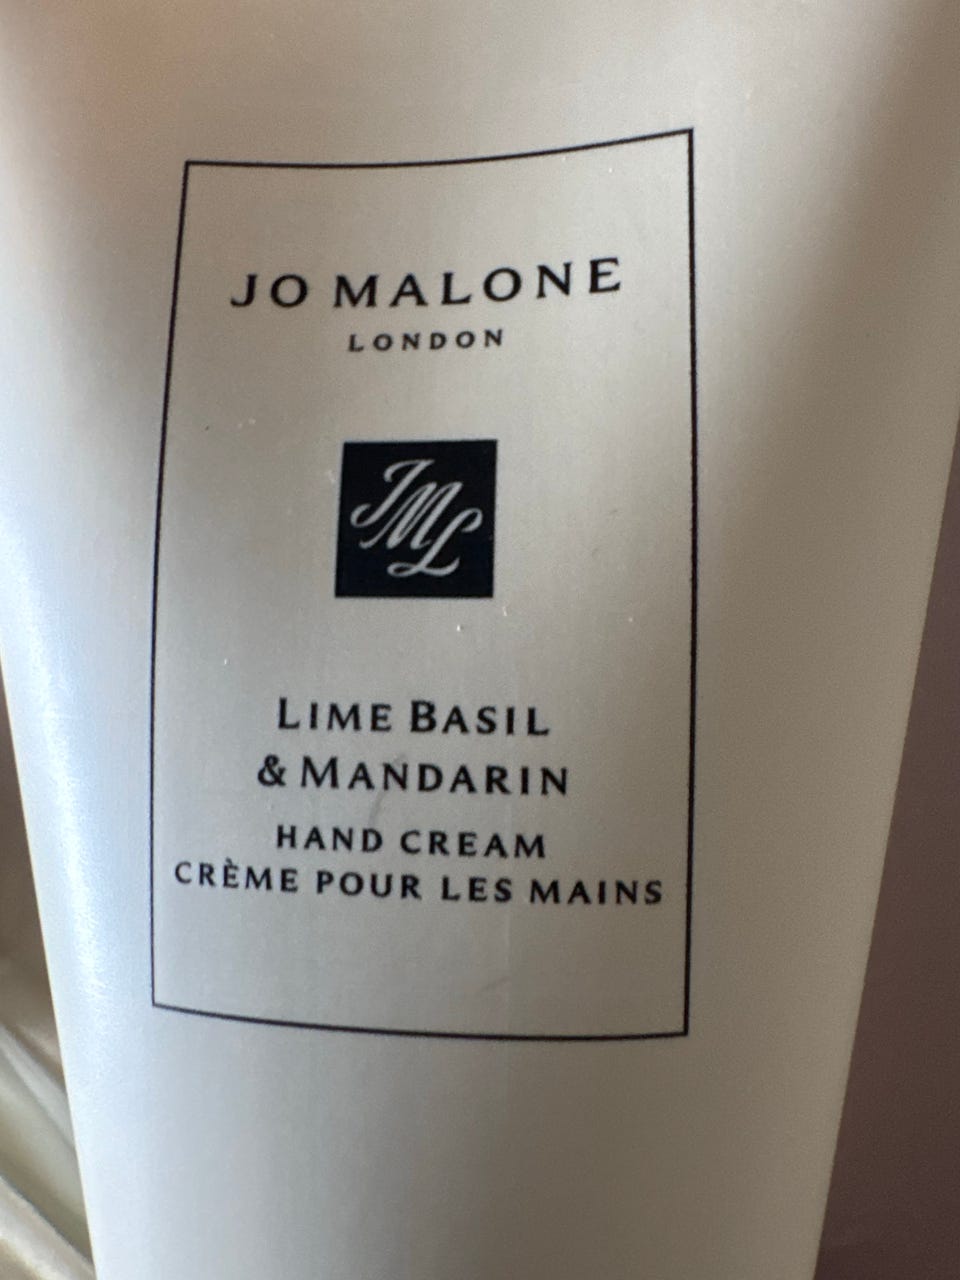 JO MALONE
LONDON
JML
LIME BASIL
& MANDARIN
HAND CREAM
CRÈME POUR LES MAINS